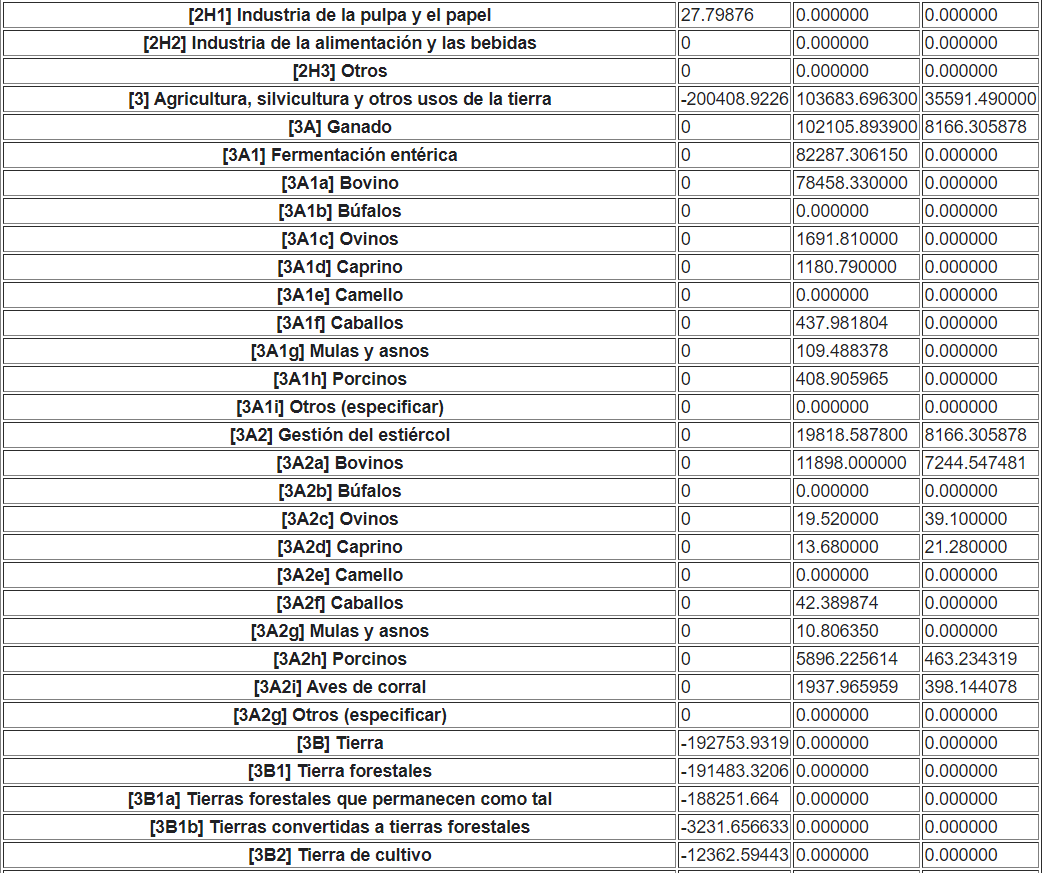 [2H1] Industria de la pulpa y el papel 27.79876 0.000000 0.000000
[2H2] Industria de la alimentación y las bebidas 0 0.000000 0.000000
[2H3] Otros 0 0.000000 0.000000
[3] Agricultura, silvicultura y otros usos de la tierra -200408.9226 103683.696300 35591.490000
[3A] Ganado 0 102105.893900 8166.305878
[3A1] Fermentación entérica 0 82287.306150 0.000000
[3A1a] Bovino 0 78458.330000 0.000000
[3A1b] Búfalos 0 0.000000 0.000000
[3A1c] Ovinos 0 1691.810000 0.000000
[3A1d] Caprino 0 1180.790000 0.000000
[3A1e] Camello 0 0.000000 0.000000
[3A1f] Caballos 0 437.981804 0.000000
[3A1g] Mulas y asnos 0 109.488378 0.000000
[3A1h] Porcinos 0 408.905965 0.000000
[3A1i] Otros (especificar) 0 0.000000 0.000000
[3A2] Gestión del estiércol 0 19818.587800 8166.305878
[3A2a] Bovinos 0 11898.000000 7244.547481
[3A2b] Búfalos 0 0.000000 0.000000
[3A2c] Ovinos 0 19.520000 39.100000
[3A2d] Caprino 0 13.680000 21.280000
[3A2e] Camello 0 0.000000 0.000000
[3A2f] Caballos 0 42.389874 0.000000
[3A2g] Mulas y asnos 0 10.806350 0.000000
[3A2h] Porcinos 0 5896.225614 463.234319
[3A2i] Aves de corral 0 1937.965959 398.144078
[3A2g] Otros (especificar) 0 0.000000 0.000000
[3B] Tierra -192753.9319 0.000000 0.000000
[3B1] Tierra forestales -191483.3206 0.000000 0.000000
[3B1a] Tierras forestales que permanecen como tal -188251.664 0.000000 0.000000
[3B1b] Tierras convertidas a tierras forestales -3231.656633 0.000000 0.000000
[3B2] Tierra de cultivo -12362.59443 0.000000 0.000000